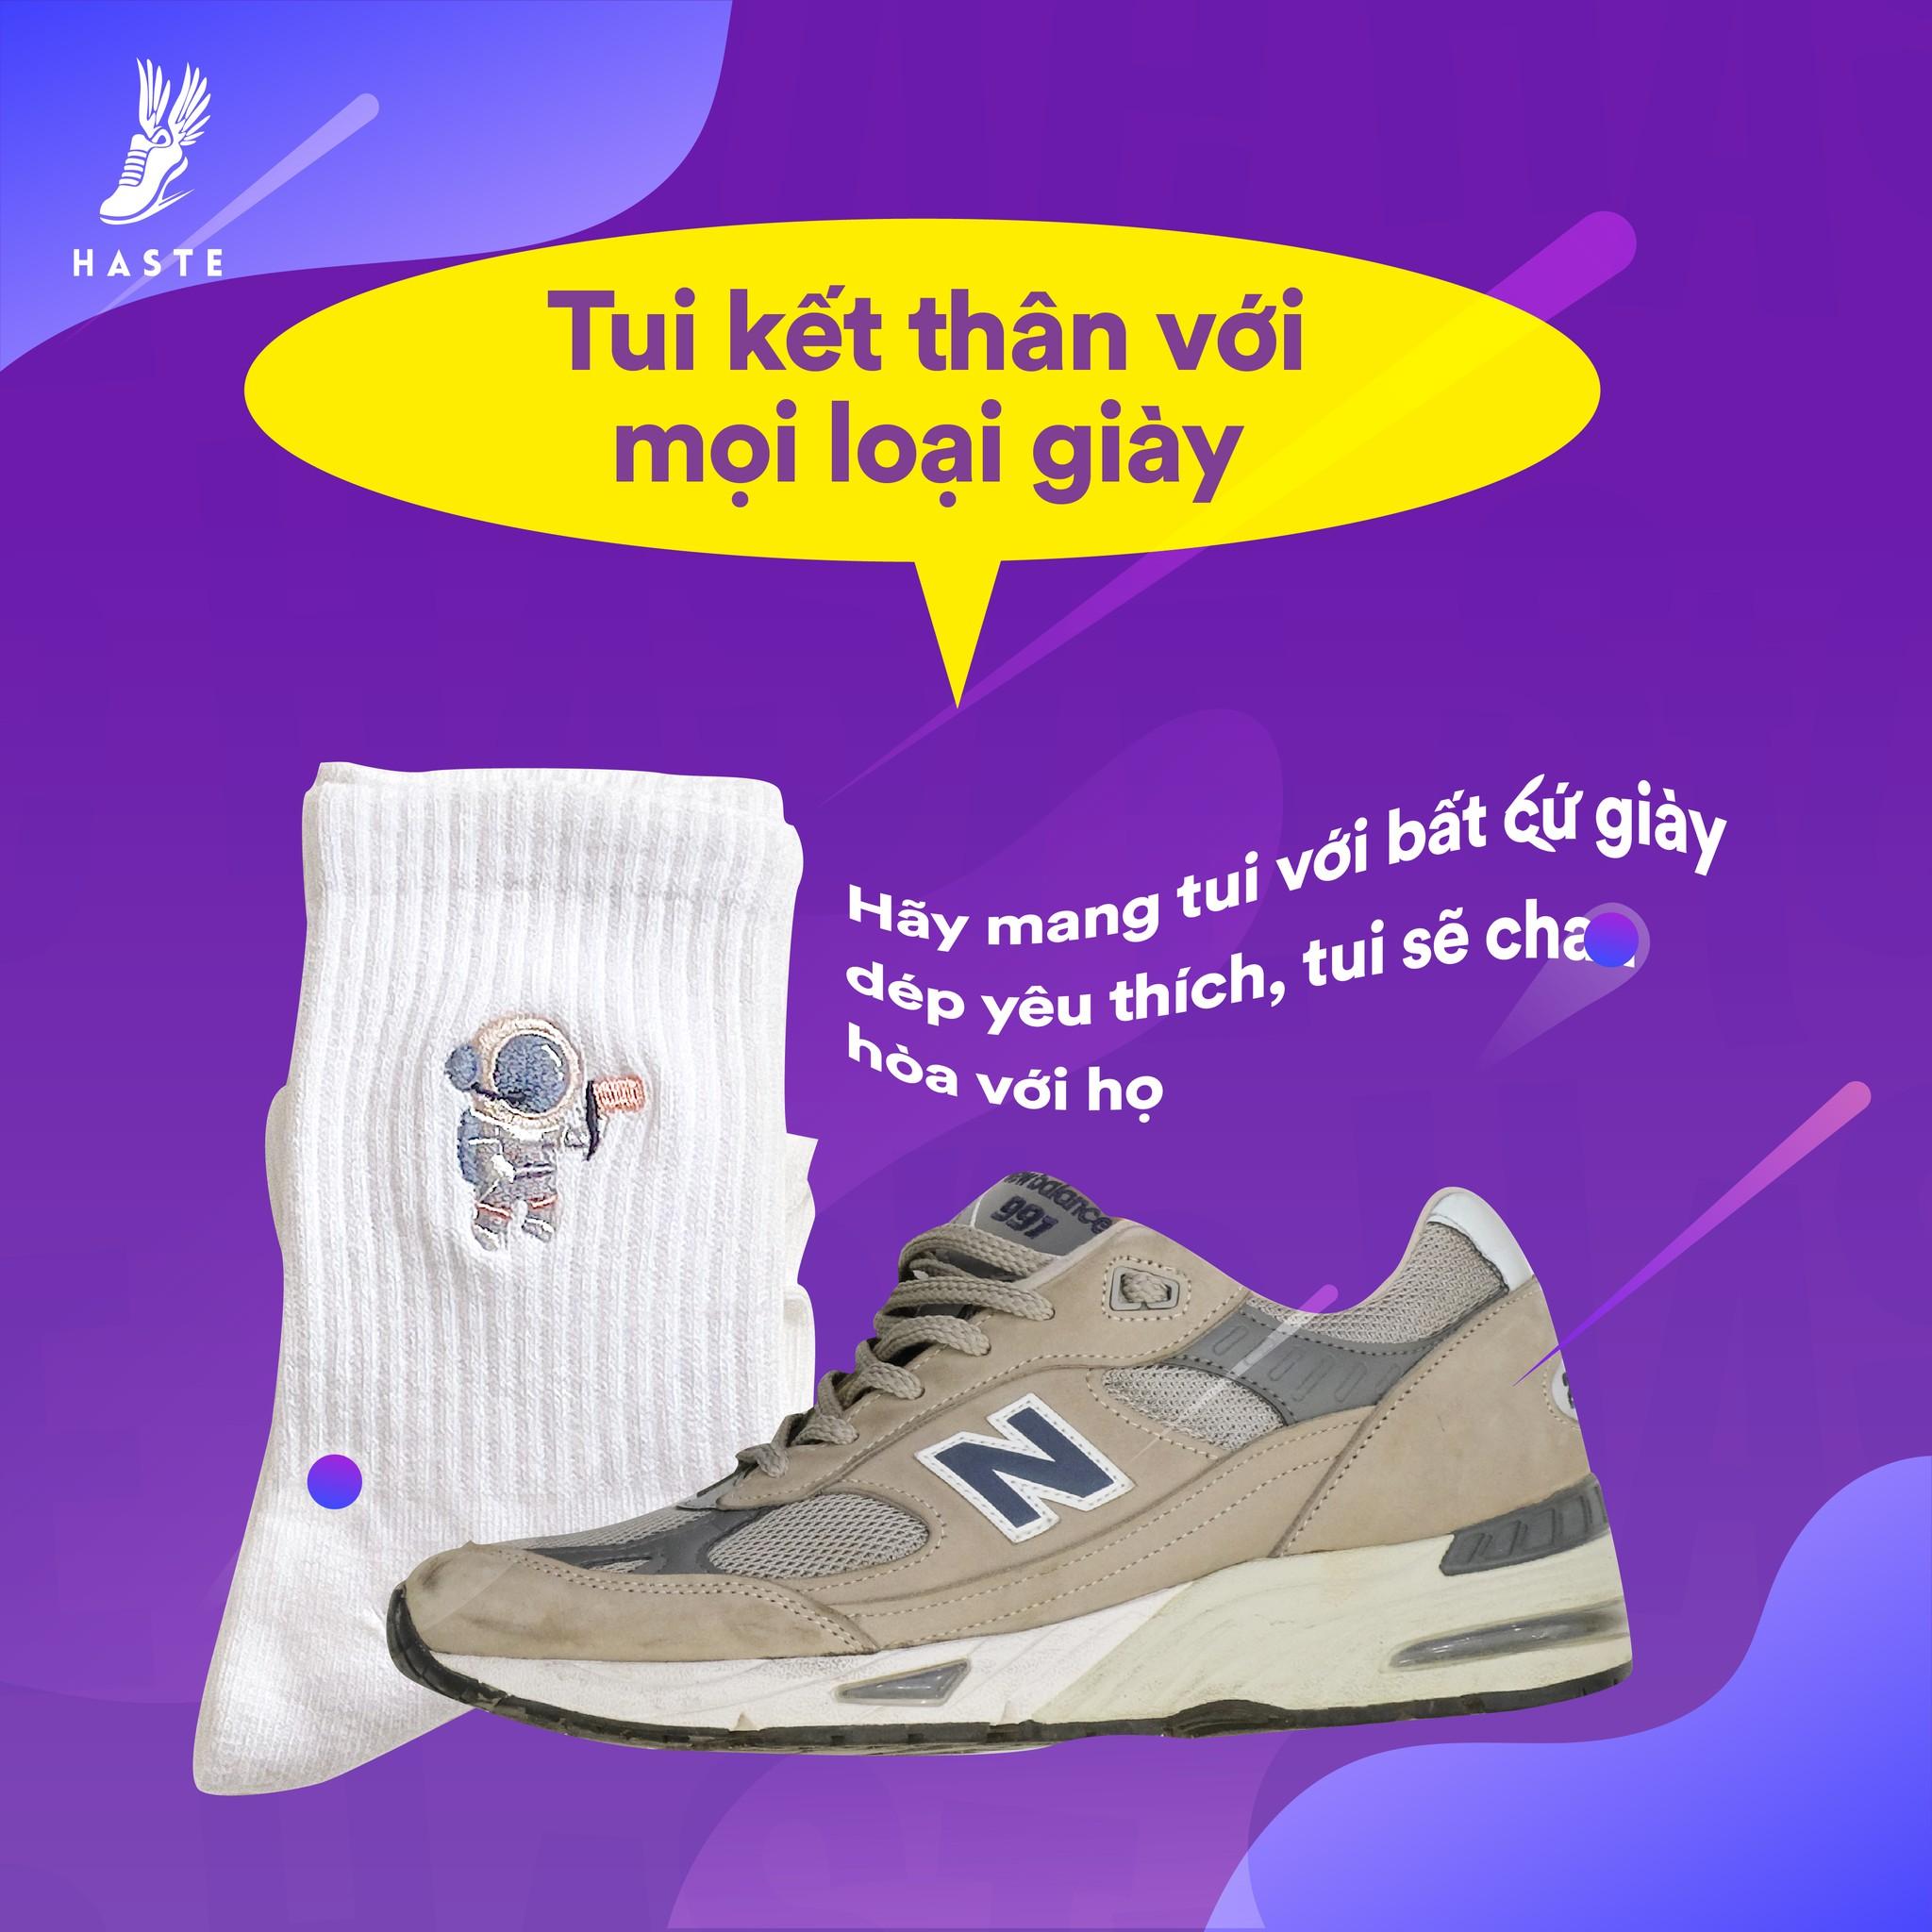 HASTE
Tui kết thân với
mọi loại giày
Hãy mang tui với bất cứ giày
dép yêu thích, tui sẽ
hòa với họ
new balance
991
N